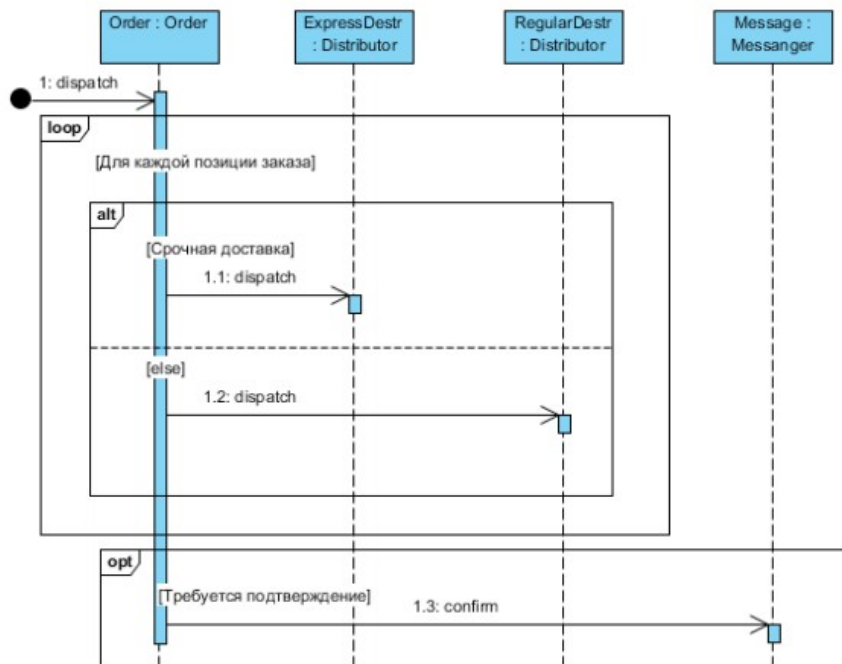 Order : Order
ExpressDestr
: Distributor
RegularDestr
: Distributor
Message :
Messanger
1: dispatch
loop
[Для каждой позиции заказа]
alt
[Срочная доставка]
1.1: dispatch
[else]
1.2: dispatch
opt
[Требуется подтверждение]
1.3: confirm